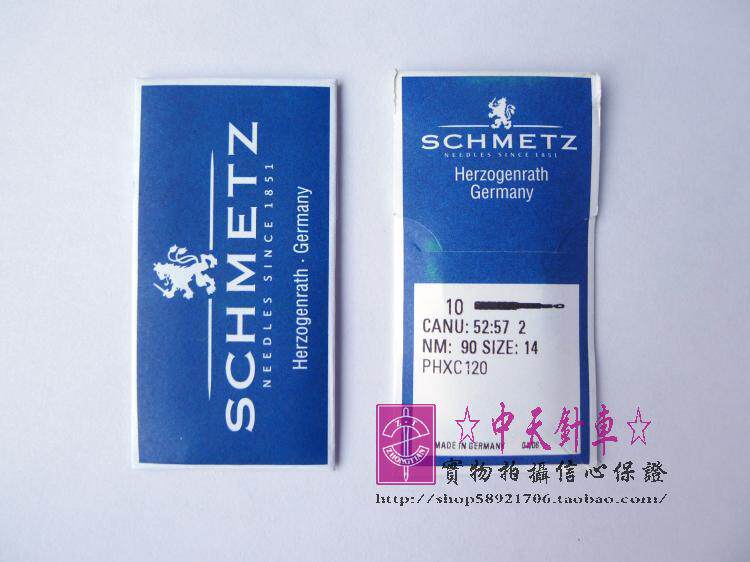 SCHMETZ
NEEDLES SINCE 1851
Herzogenrath · Germany
SCHMETZ
NEEDLES SINCE 1851
Herzogenrath
Germany
10
CANU: 52:57 2
NM: 90 SIZE: 14
PHXC120
MADE IN GERMANY
☆中天針車☆
實物拍攝信心保證
http://shop58921706.taobao.com/